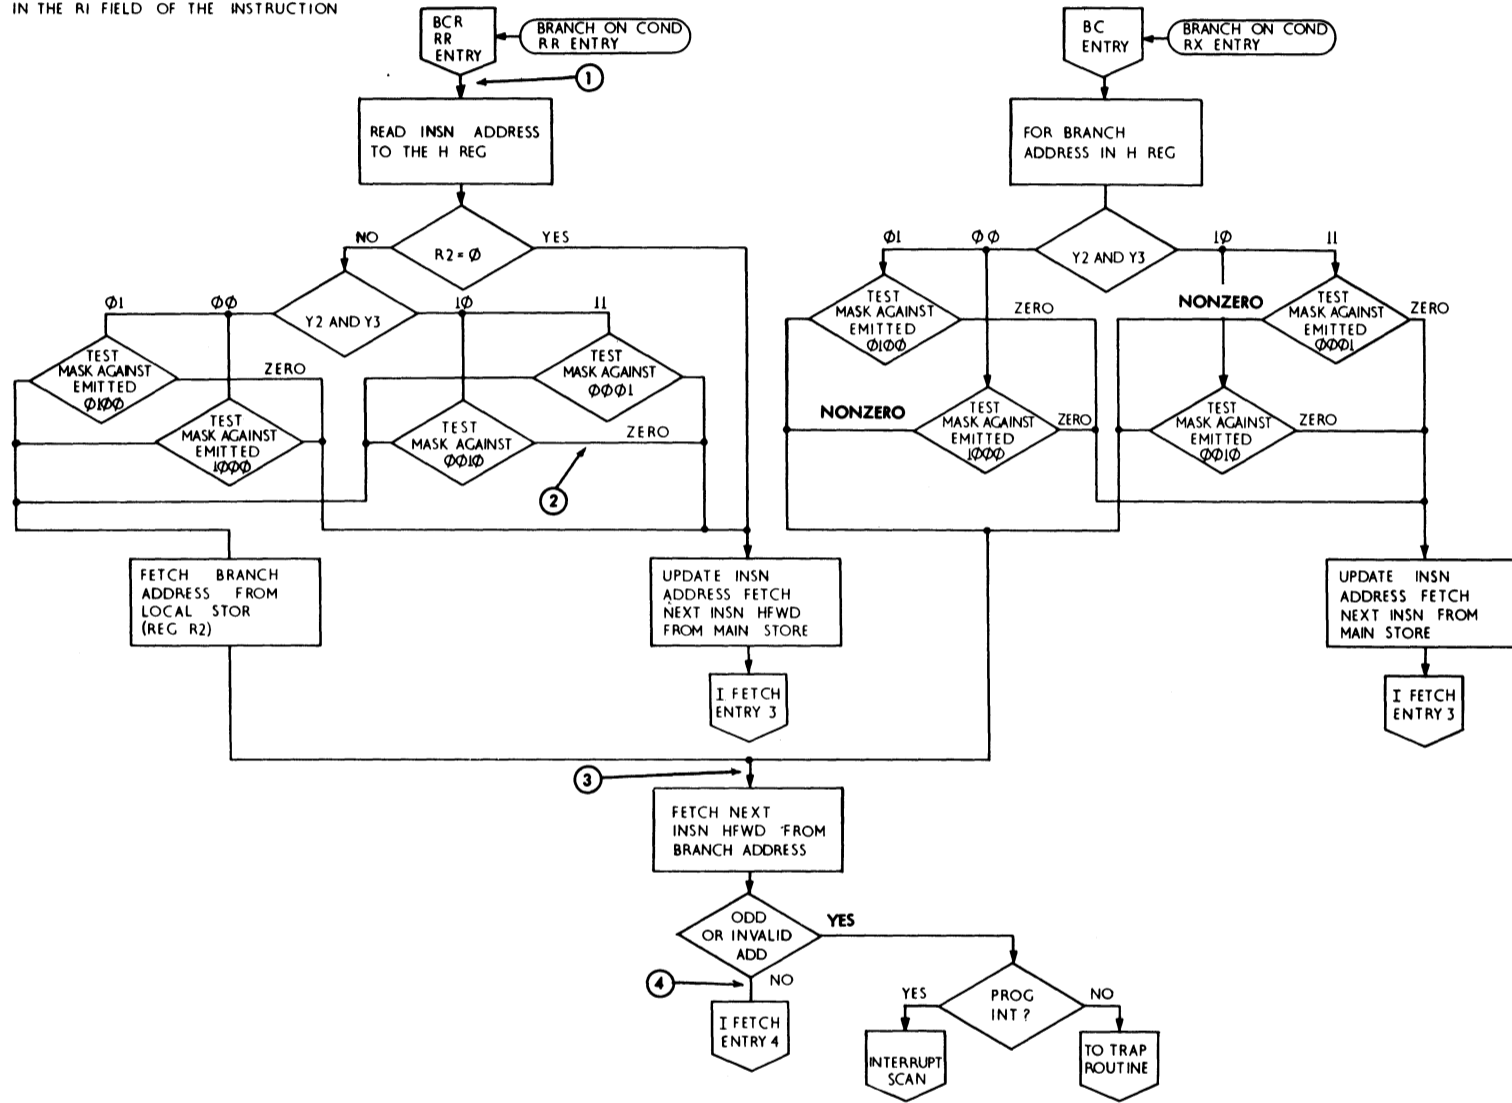 IN THE R1 FIELD OF THE INSTRUCTION
BCR
RR
ENTRY
BRANCH ON COND
RR ENTRY
1
READ INSN ADDRESS
TO THE H REG
R2 = Ø
NO
YES
Y2 AND Y3
Ø1
ØØ
1Ø
11
TEST
MASK AGAINST
EMITTED
Ø1ØØ
ZERO
TEST
MASK AGAINST
EMITTED
1ØØØ
TEST
MASK AGAINST
ØØØ1
TEST
MASK AGAINST
ØØ1Ø
ZERO
2
FETCH BRANCH
ADDRESS FROM
LOCAL STOR
(REG R2)
UPDATE INSN
ADDRESS FETCH
NEXT INSN HFWD
FROM MAIN STORE
I FETCH
ENTRY 3
BC
ENTRY
BRANCH ON COND
RX ENTRY
FOR BRANCH
ADDRESS IN H REG
Y2 AND Y3
Ø1
ØØ
1Ø
11
TEST
MASK AGAINST
EMITTED
Ø1ØØ
ZERO
NONZERO
TEST
MASK AGAINST
EMITTED
ØØØ1
ZERO
NONZERO
TEST
MASK AGAINST
EMITTED
1ØØØ
ZERO
TEST
MASK AGAINST
EMITTED
ØØ1Ø
ZERO
UPDATE INSN
ADDRESS FETCH
NEXT INSN FROM
MAIN STORE
I FETCH
ENTRY 3
3
FETCH NEXT
INSN HFWD FROM
BRANCH ADDRESS
ODD
OR INVALID
ADD
YES
4
NO
I FETCH
ENTRY 4
PROG
INT ?
YES
NO
INTERRUPT
SCAN
TO TRAP
ROUTINE